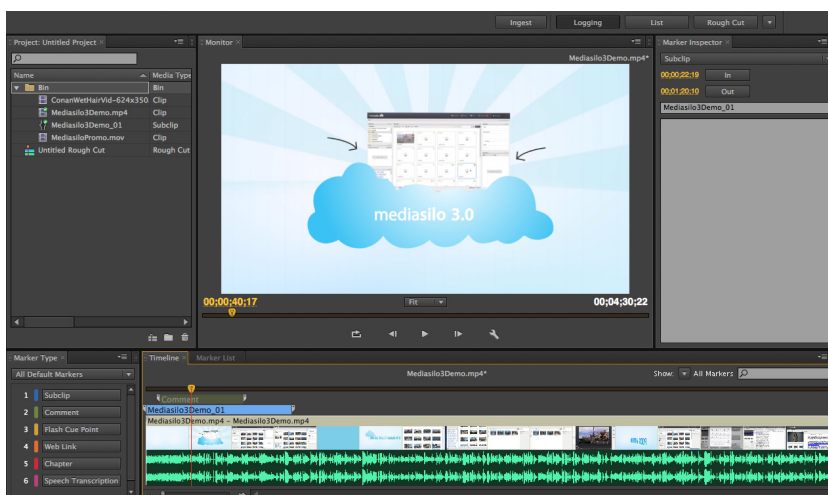 Ingest
Logging
List
Rough Cut
Project: Untitled Project
Name
Media Type
Bin
Bin
ConanWetHairVid-624x350.
Clip
Mediasilo3Demo.mp4
Clip
Mediasilo3Demo_01
Subclip
MediasiloPromo.mov
Clip
Untitled Rough Cut
Rough Cut
Monitor
Mediasilo3Demo.mp4*
mediasilo 3.0
00;00;40;17
Fit
00;04;30;22
Marker Inspector
Subclip
00;00;22;19
In
00;01;20;10
Out
Mediasilo3Demo_01
Marker Type
All Default Markers
1 Subclip
2 Comment
3 Flash Cue Point
4 Web Link
5 Chapter
6 Speech Transcription
Timeline
Marker List
Mediasilo3Demo.mp4*
Show:
All Markers
Comment
Mediasilo3Demo_01
Mediasilo3Demo.mp4 - Mediasilo3Demo.mp4